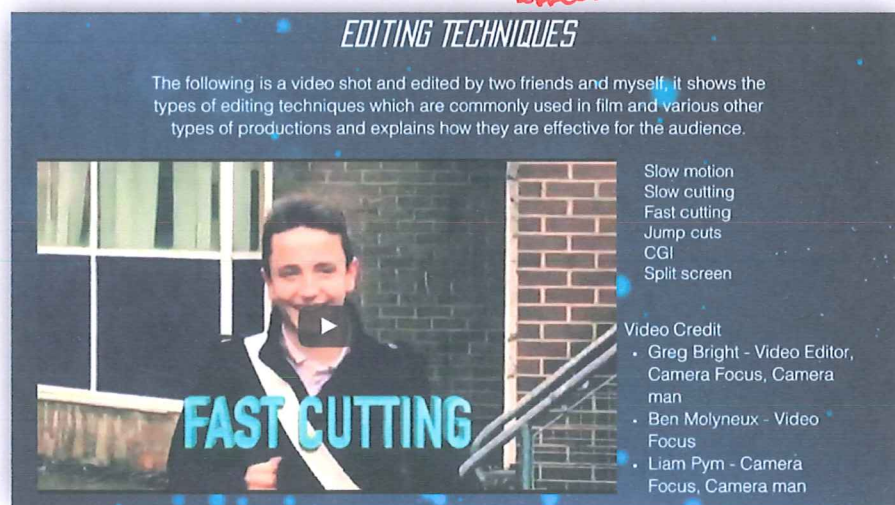 EDITING TECHNIQUES
The following is a video shot and edited by two friends and myself, it shows the
types of editing techniques which are commonly used in film and various other
types of productions and explains how they are effective for the audience.
Slow motion
Slow cutting
Fast cutting
Jump cuts
CGI
Split screen
FAST CUTTING
Video Credit
• Greg Bright - Video Editor,
Camera Focus, Camera
man
• Ben Molyneux - Video
Focus
• Liam Pym - Camera
Focus, Camera man